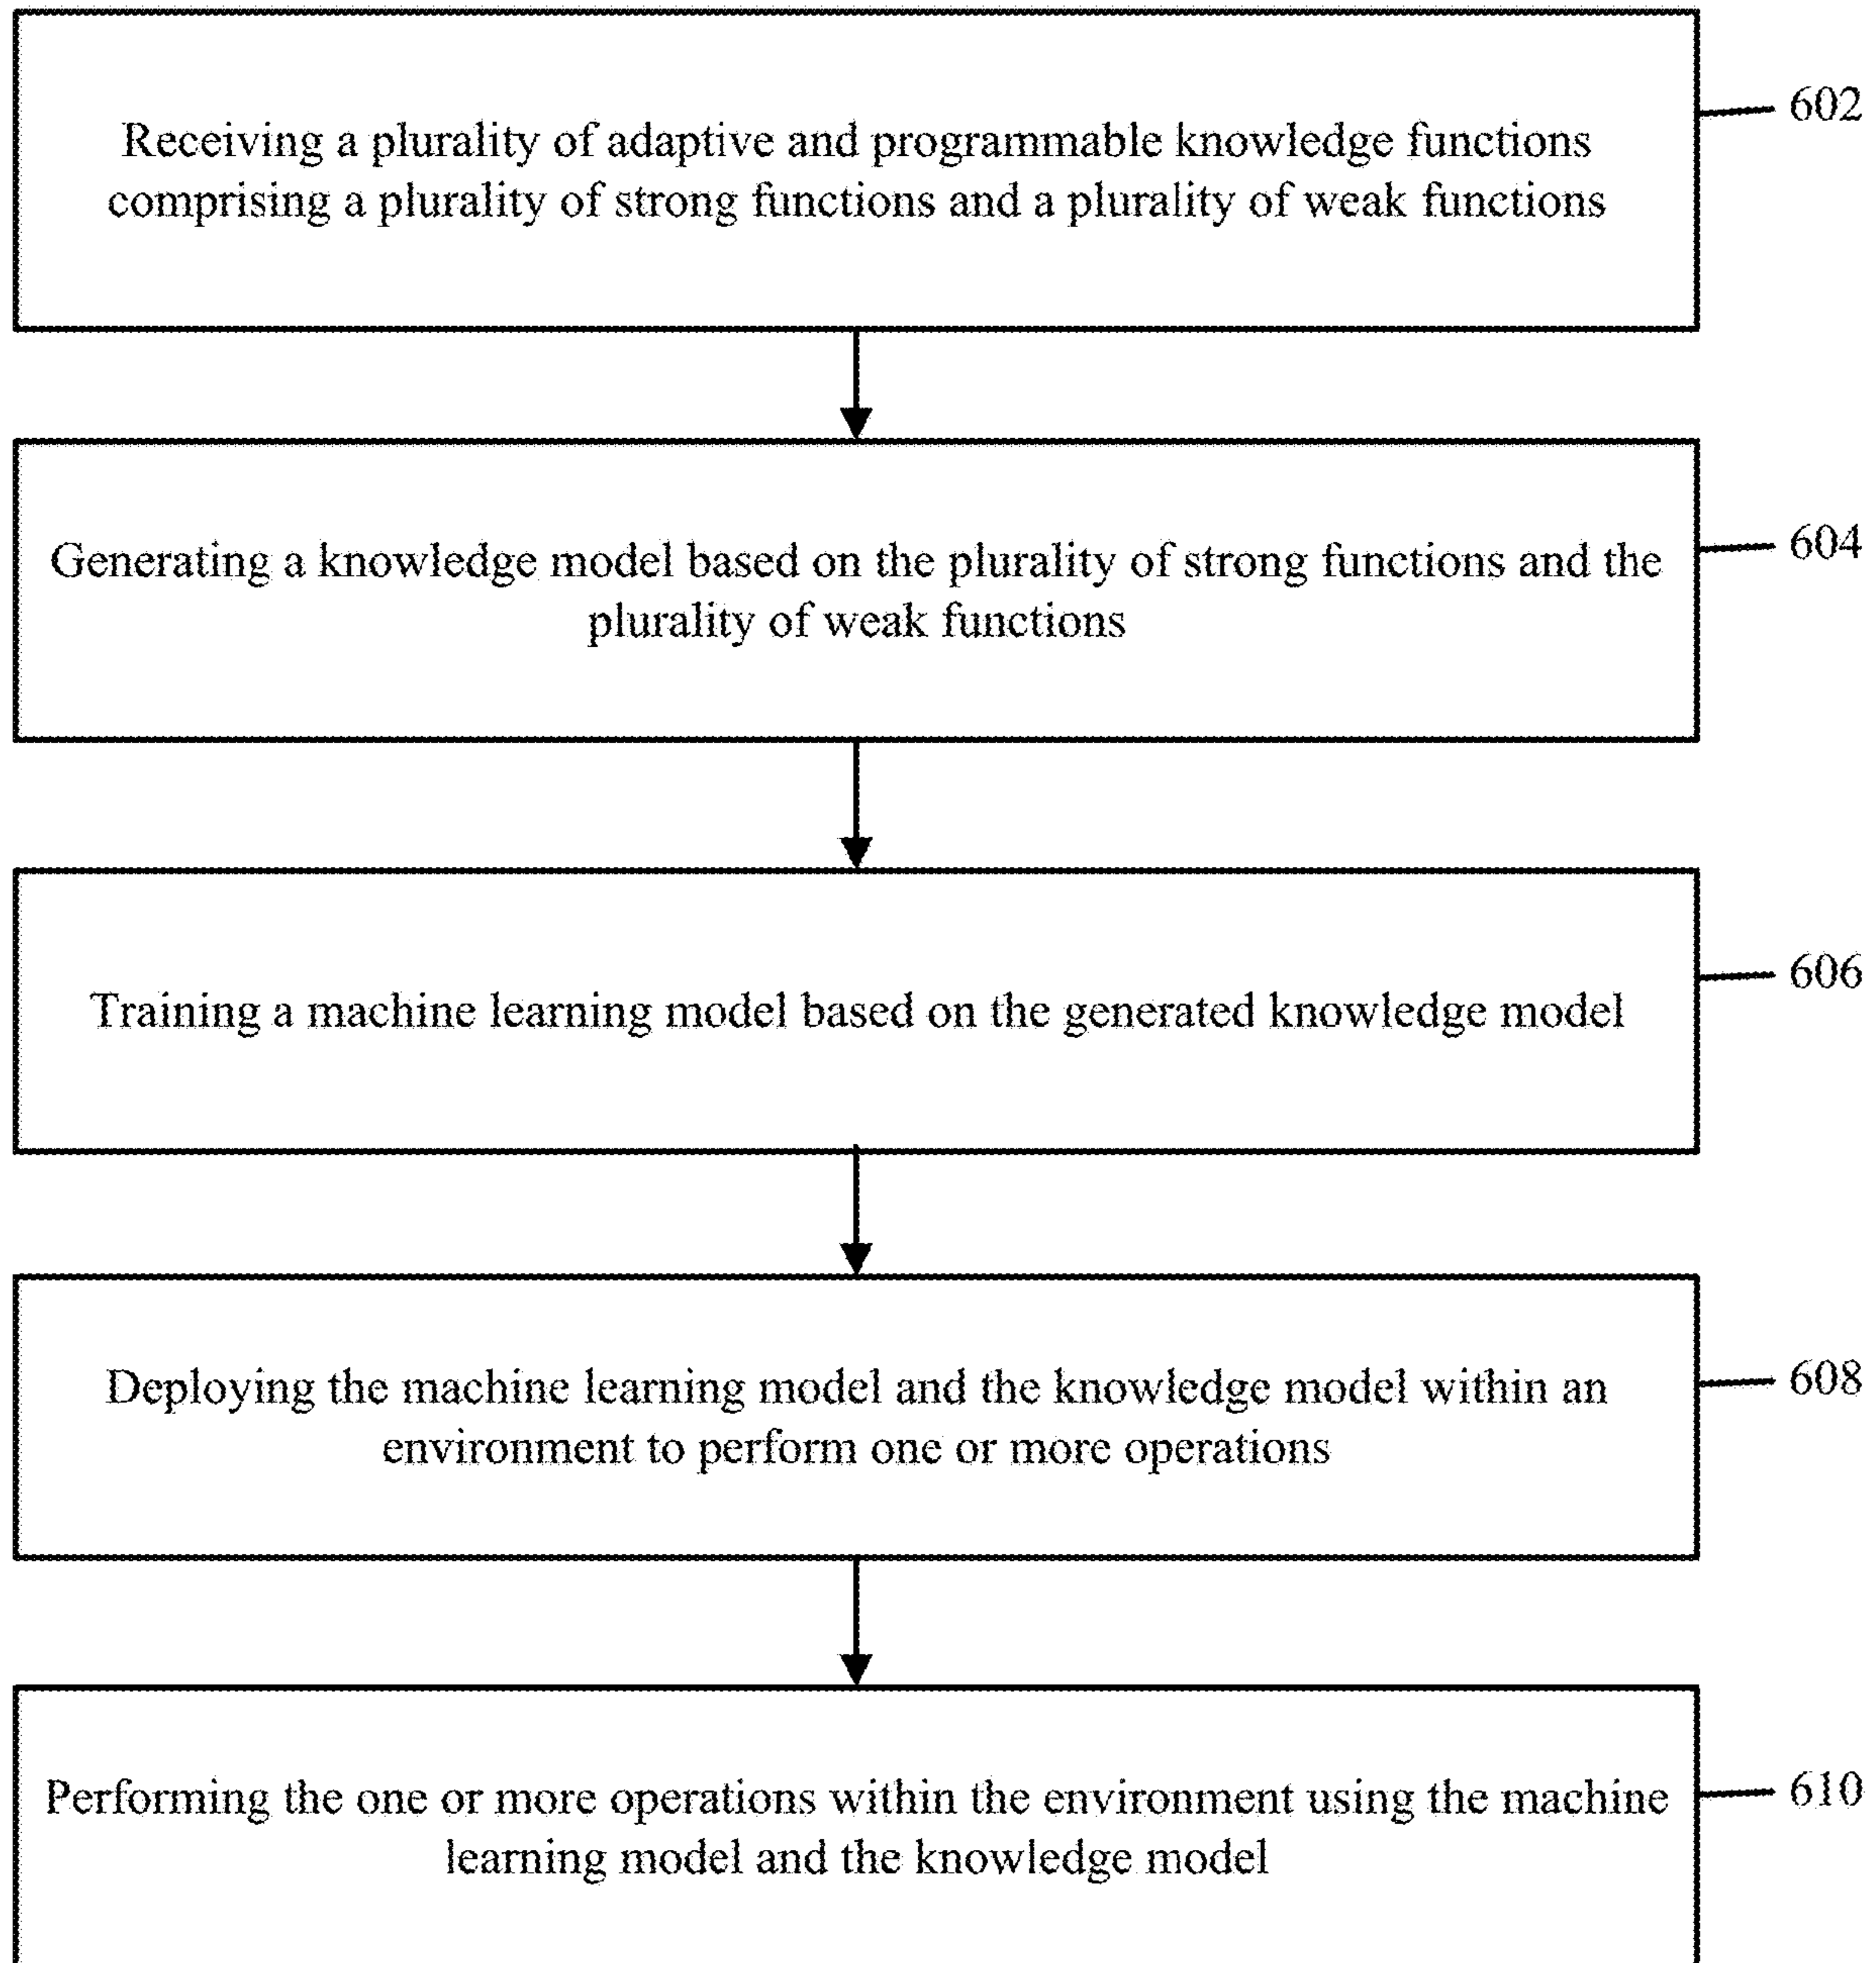 Receiving a plurality of adaptive and programmable knowledge functions
comprising a plurality of strong functions and a plurality of weak functions
602
Generating a knowledge model based on the plurality of strong functions and the
plurality of weak functions
604
Training a machine learning model based on the generated knowledge model
606
Deploying the machine learning model and the knowledge model within an
environment to perform one or more operations
608
Performing the one or more operations within the environment using the machine
learning model and the knowledge model
610